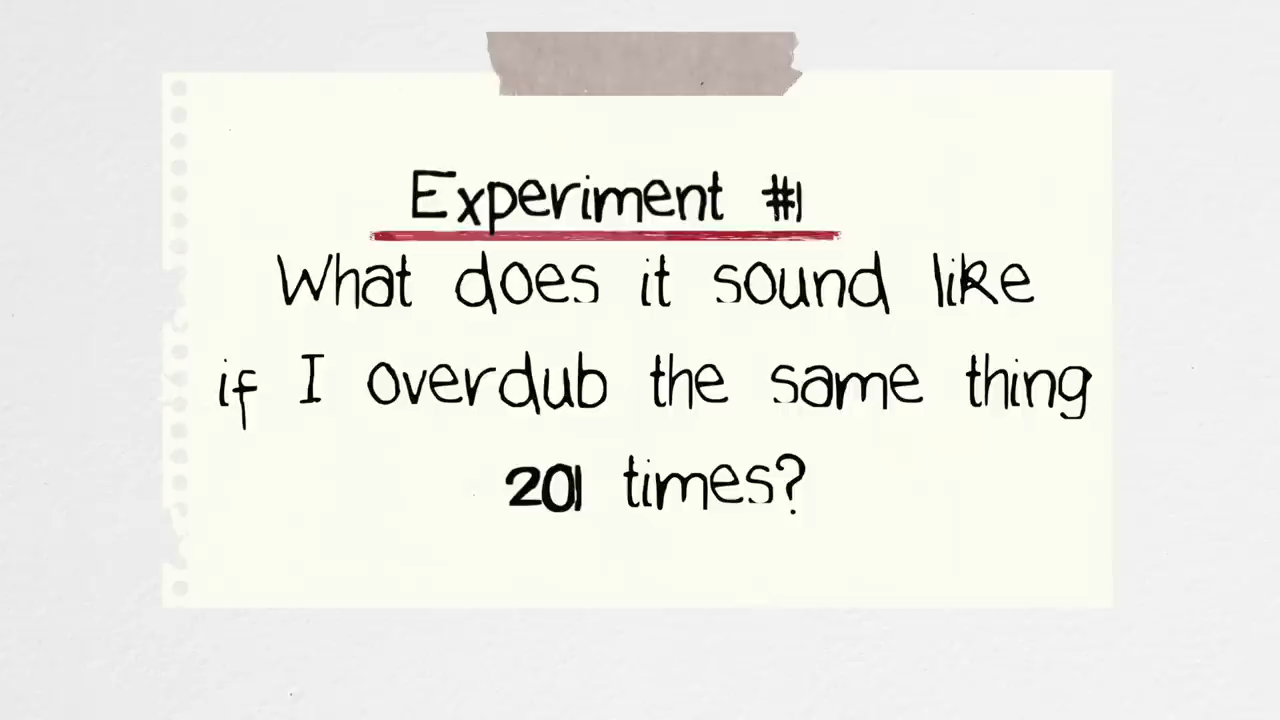 Experiment #1
What does it sound like
if I overdub the same thing
201 times?